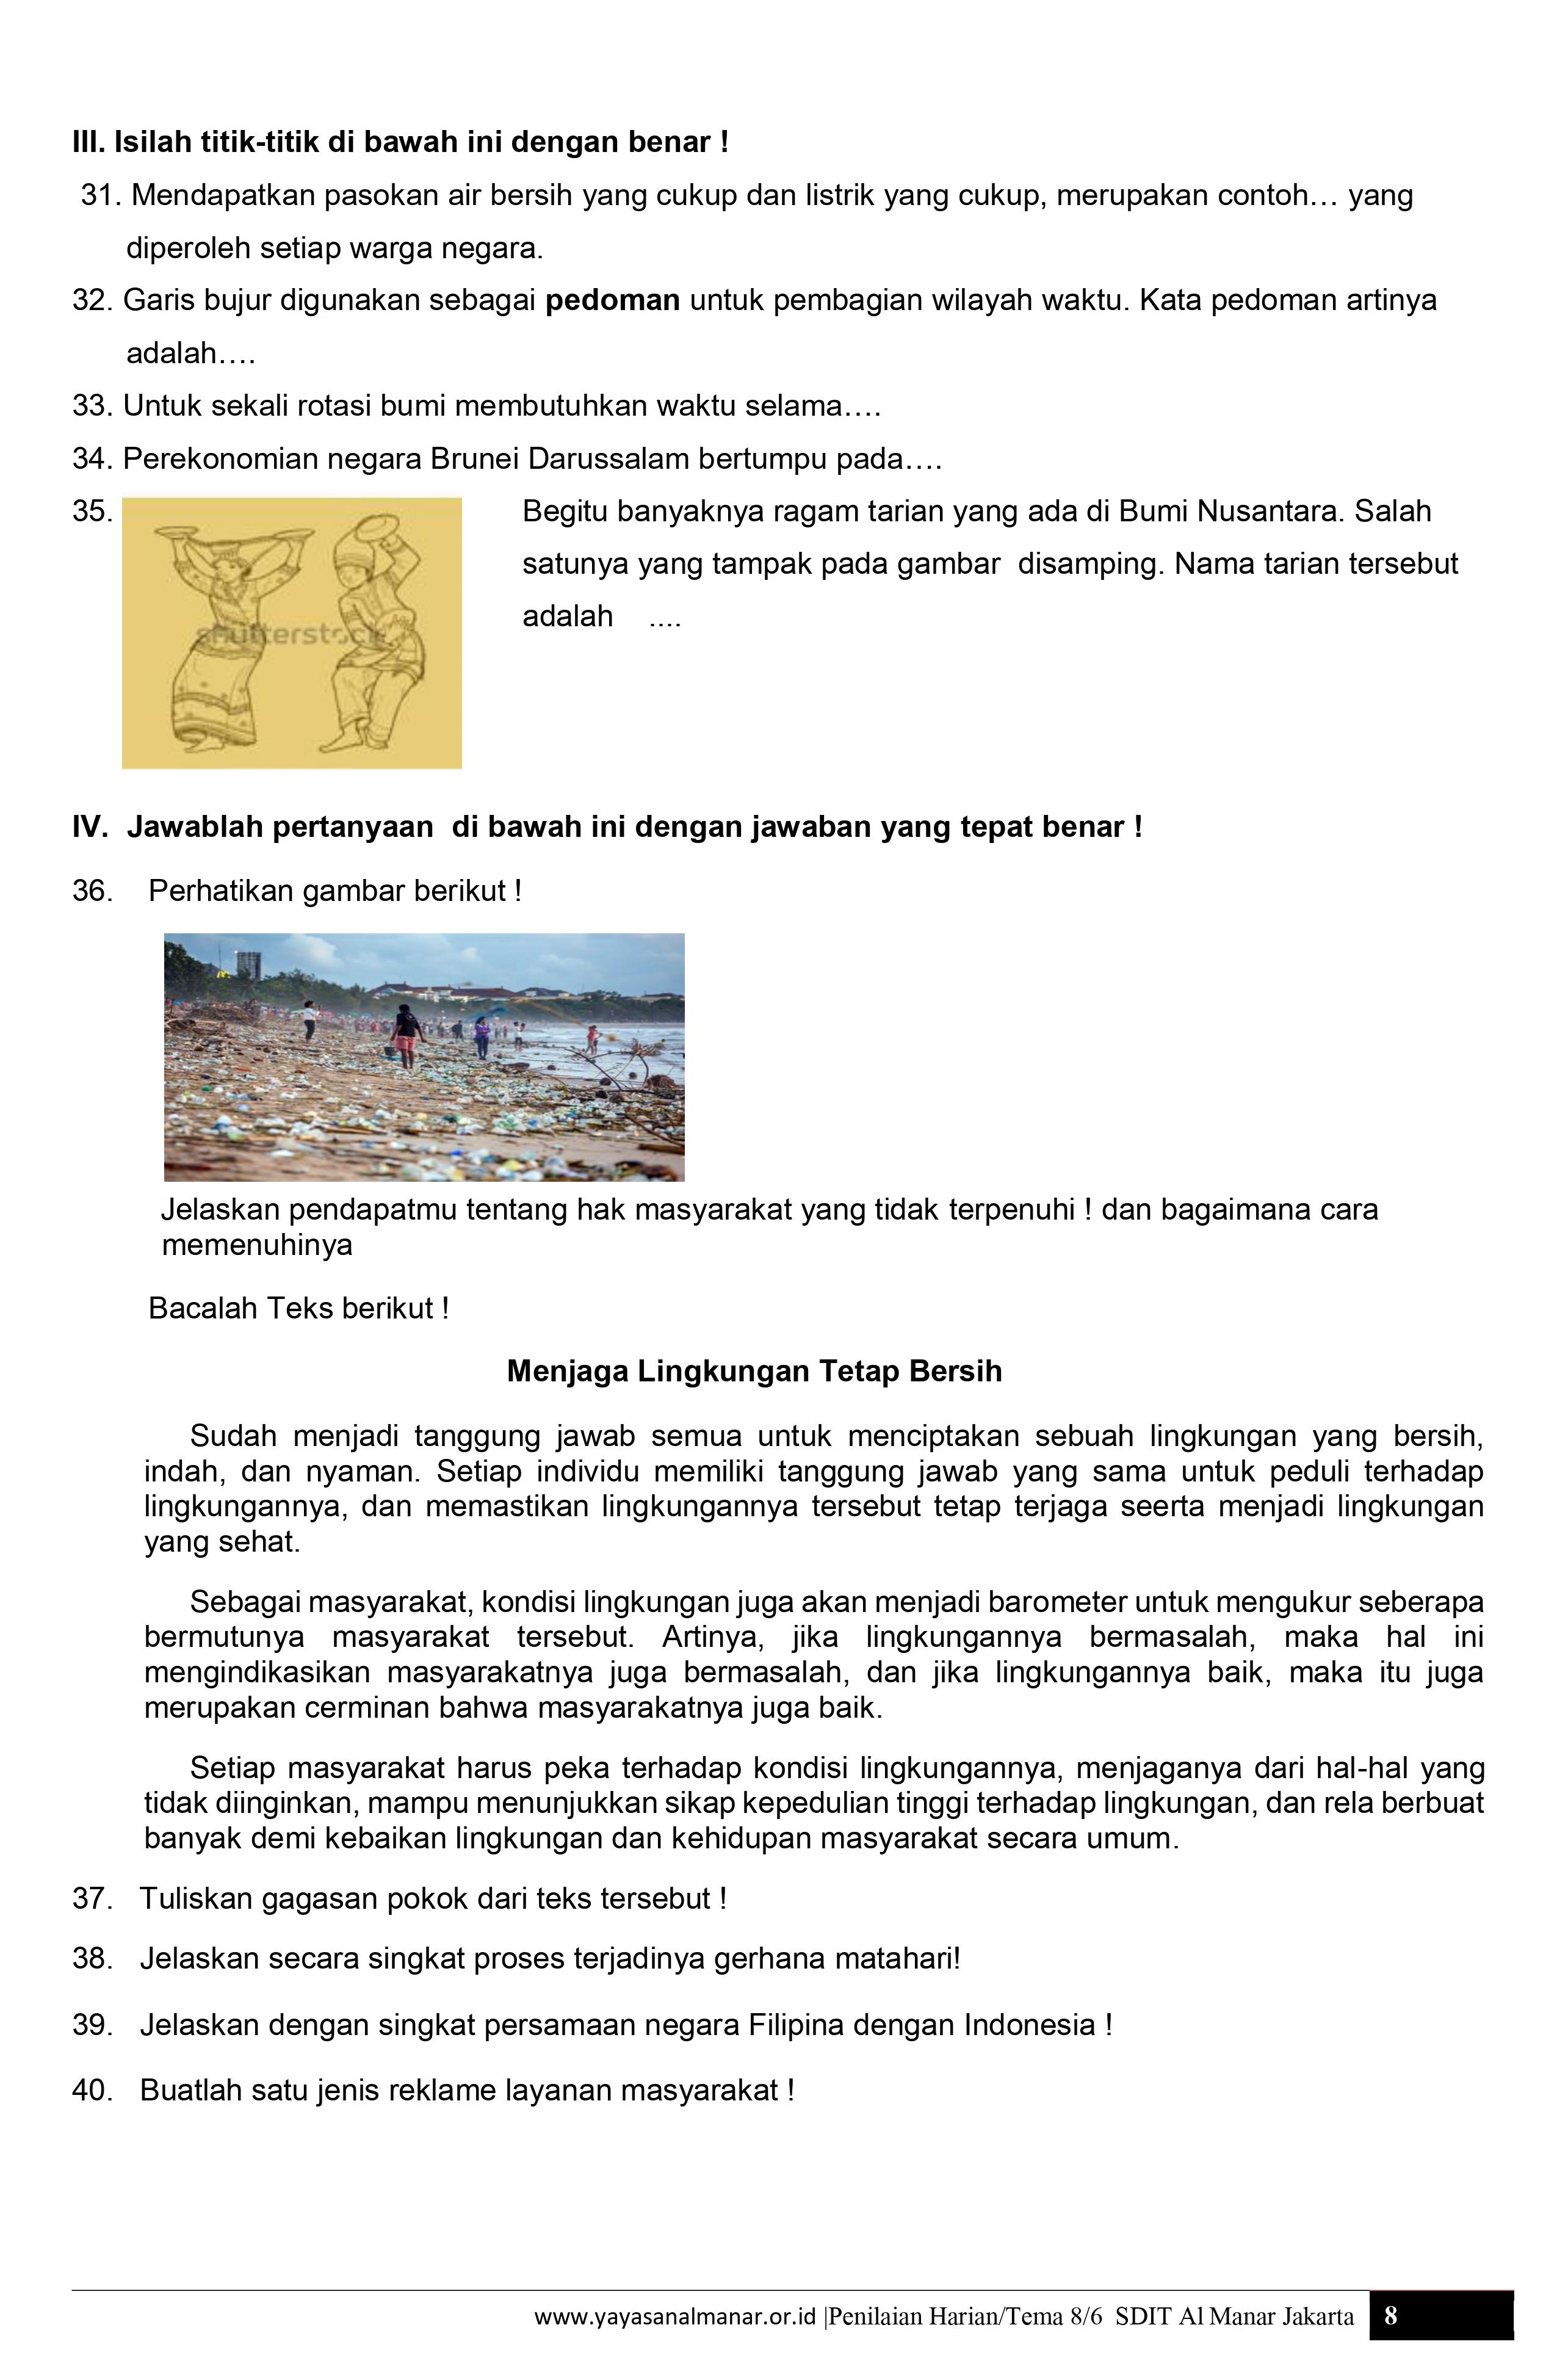 III. Isilah titik-titik di bawah ini dengan benar !
31. Mendapatkan pasokan air bersih yang cukup dan listrik yang cukup, merupakan contoh… yang
diperoleh setiap warga negara.
32. Garis bujur digunakan sebagai pedoman untuk pembagian wilayah waktu. Kata pedoman artinya
adalah….
33. Untuk sekali rotasi bumi membutuhkan waktu selama….
34. Perekonomian negara Brunei Darussalam bertumpu pada….
35.
shutterstock
Begitu banyaknya ragam tarian yang ada di Bumi Nusantara. Salah
satunya yang tampak pada gambar  disamping. Nama tarian tersebut
adalah    ....
IV.  Jawablah pertanyaan  di bawah ini dengan jawaban yang tepat benar !
36.    Perhatikan gambar berikut !
Jelaskan pendapatmu tentang hak masyarakat yang tidak terpenuhi ! dan bagaimana cara
memenuhinya
Bacalah Teks berikut !
Menjaga Lingkungan Tetap Bersih
Sudah menjadi tanggung jawab semua untuk menciptakan sebuah lingkungan yang bersih,
indah, dan nyaman. Setiap individu memiliki tanggung jawab yang sama untuk peduli terhadap
lingkungannya, dan memastikan lingkungannya tersebut tetap terjaga seerta menjadi lingkungan
yang sehat.
Sebagai masyarakat, kondisi lingkungan juga akan menjadi barometer untuk mengukur seberapa
bermutunya masyarakat tersebut. Artinya, jika lingkungannya bermasalah, maka hal ini
mengindikasikan masyarakatnya juga bermasalah, dan jika lingkungannya baik, maka itu juga
merupakan cerminan bahwa masyarakatnya juga baik.
Setiap masyarakat harus peka terhadap kondisi lingkungannya, menjaganya dari hal-hal yang
tidak diinginkan, mampu menunjukkan sikap kepedulian tinggi terhadap lingkungan, dan rela berbuat
banyak demi kebaikan lingkungan dan kehidupan masyarakat secara umum.
37.   Tuliskan gagasan pokok dari teks tersebut !
38.   Jelaskan secara singkat proses terjadinya gerhana matahari!
39.   Jelaskan dengan singkat persamaan negara Filipina dengan Indonesia !
40.   Buatlah satu jenis reklame layanan masyarakat !
www.yayasanalmanar.or.id |Penilaian Harian/Tema 8/6  SDIT Al Manar Jakarta 8